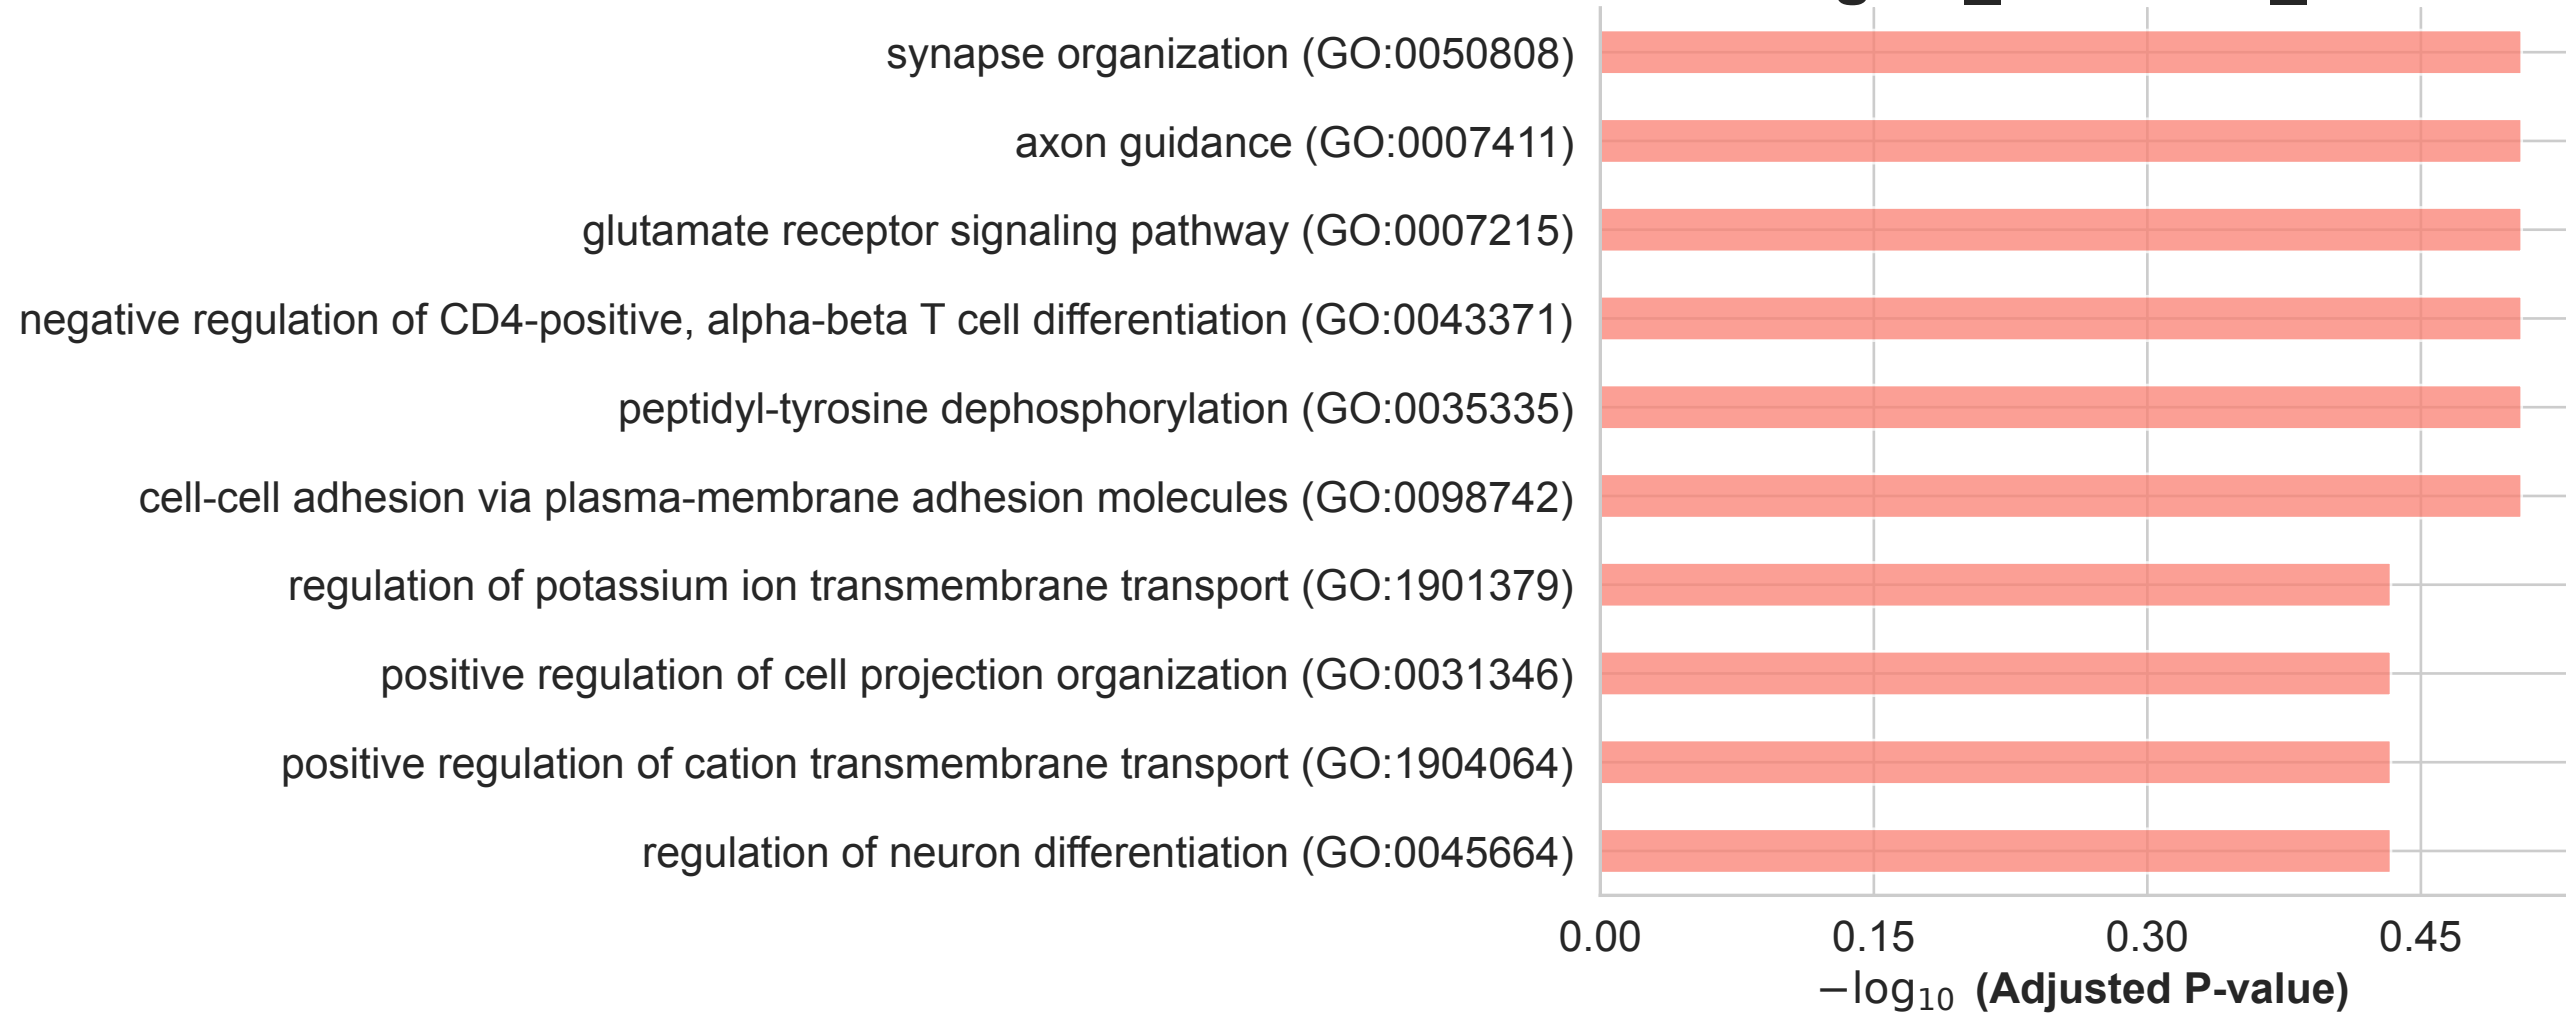 synapse organization (GO:0050808)
axon guidance (GO:0007411)
glutamate receptor signaling pathway (GO:0007215)
negative regulation of CD4-positive, alpha-beta T cell differentiation (GO:0043371)
peptidyl-tyrosine dephosphorylation (GO:0035335)
cell-cell adhesion via plasma-membrane adhesion molecules (GO:0098742)
regulation of potassium ion transmembrane transport (GO:1901379)
positive regulation of cell projection organization (GO:0031346)
positive regulation of cation transmembrane transport (GO:1904064)
regulation of neuron differentiation (GO:0045664)
0.00 0.15 0.30 0.45
−log₁₀ (Adjusted P-value)